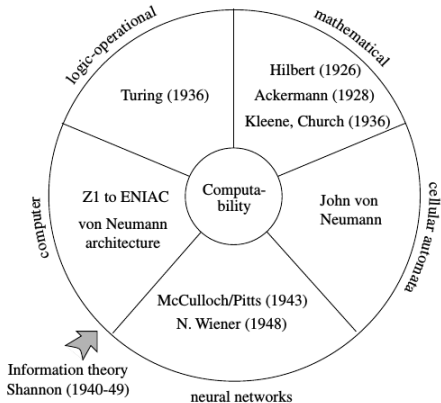 logic-operational
mathematical
Turing (1936)
Hilbert (1926)
Ackermann (1928)
Kleene, Church (1936)
computer
Z1 to ENIAC
von Neumann
architecture
Computa-
bility
John von
Neumann
cellular automata
McCulloch/Pitts (1943)
N. Wiener (1948)
Information theory
Shannon (1940-49)
neural networks